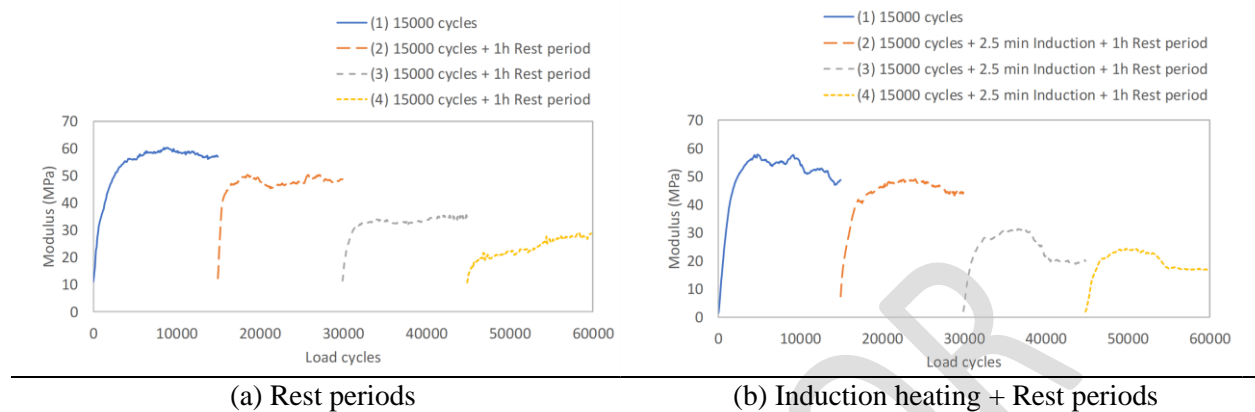 (1) 15000 cycles
(2) 15000 cycles + 1h Rest period
(3) 15000 cycles + 1h Rest period
(4) 15000 cycles + 1h Rest period
70
60
50
40
30
20
10
0
Modulus (MPa)
0 10000 20000 30000 40000 50000 60000
Load cycles
(a) Rest periods
(1) 15000 cycles
(2) 15000 cycles + 2.5 min Induction + 1h Rest period
(3) 15000 cycles + 2.5 min Induction + 1h Rest period
(4) 15000 cycles + 2.5 min Induction + 1h Rest period
70
60
50
40
30
20
10
0
Modulus (MPa)
0 10000 20000 30000 40000 50000 60000
Load cycles
(b) Induction heating + Rest periods